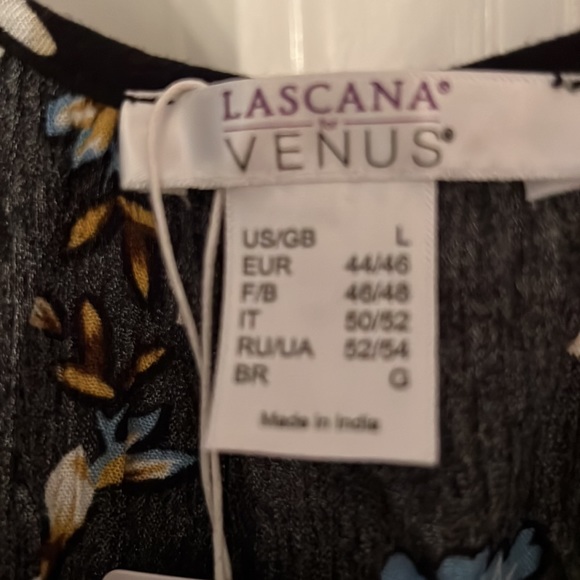 LASCANA®
for
VENUS®
US/GB L
EUR 44/46
F/B 46/48
IT 50/52
RU/UA 52/54
BR G
Made in India